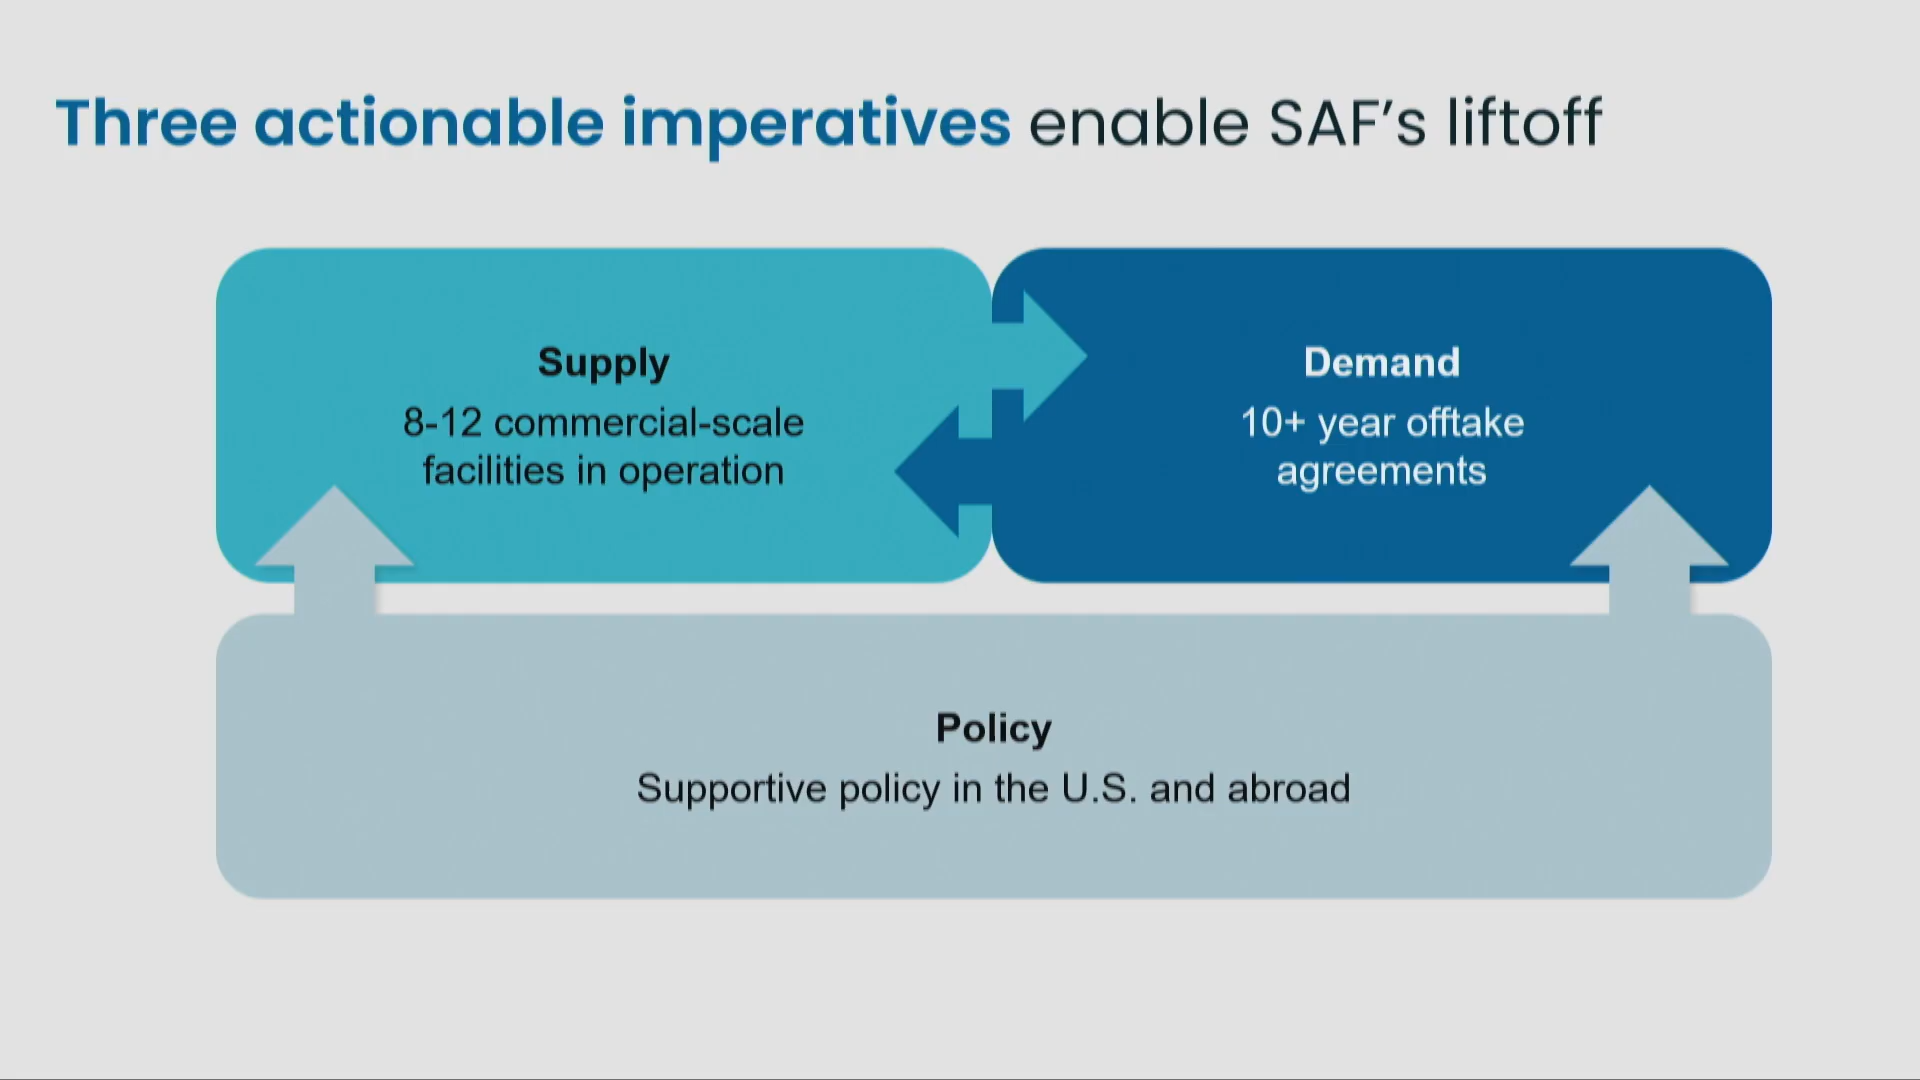 Three actionable imperatives enable SAF’s liftoff
Supply
8-12 commercial-scale
facilities in operation
Demand
10+ year offtake
agreements
Policy
Supportive policy in the U.S. and abroad